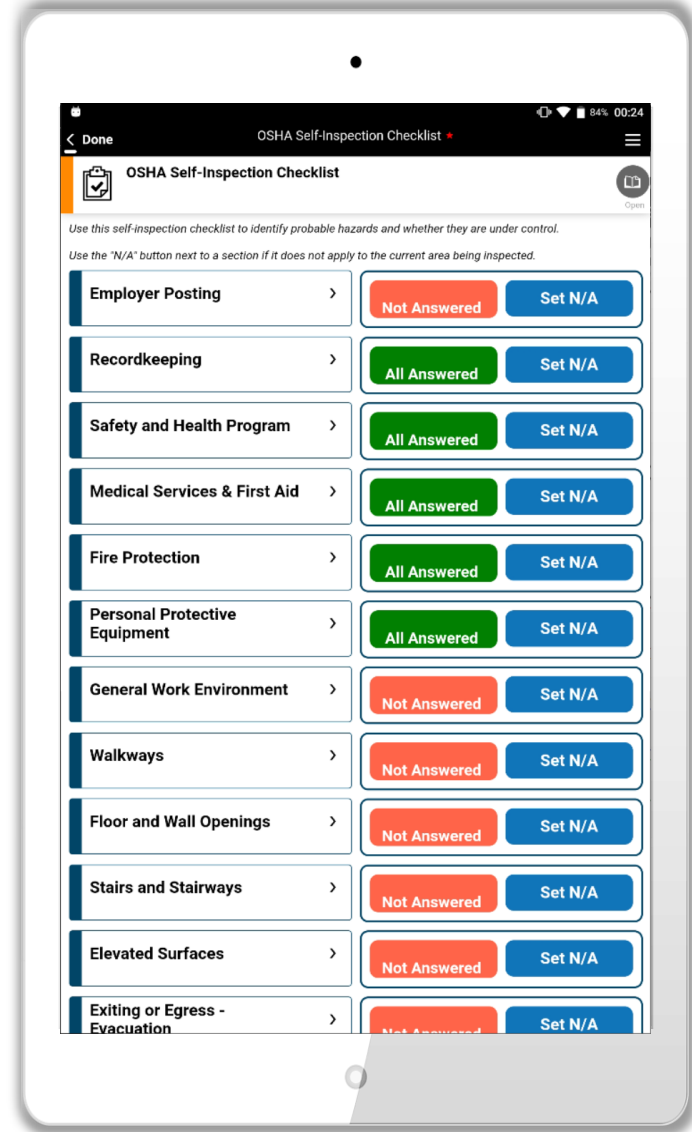 84% 00:24
Done OSHA Self-Inspection Checklist *
OSHA Self-Inspection Checklist
Open
Use this self-inspection checklist to identify probable hazards and whether they are under control.
Use the "N/A" button next to a section if it does not apply to the current area being inspected.
Employer Posting > Not Answered Set N/A
Recordkeeping > All Answered Set N/A
Safety and Health Program > All Answered Set N/A
Medical Services & First Aid > All Answered Set N/A
Fire Protection > All Answered Set N/A
Personal Protective
Equipment > All Answered Set N/A
General Work Environment > Not Answered Set N/A
Walkways > Not Answered Set N/A
Floor and Wall Openings > Not Answered Set N/A
Stairs and Stairways > Not Answered Set N/A
Elevated Surfaces > Not Answered Set N/A
Exiting or Egress -
Evacuation > Not Answered Set N/A